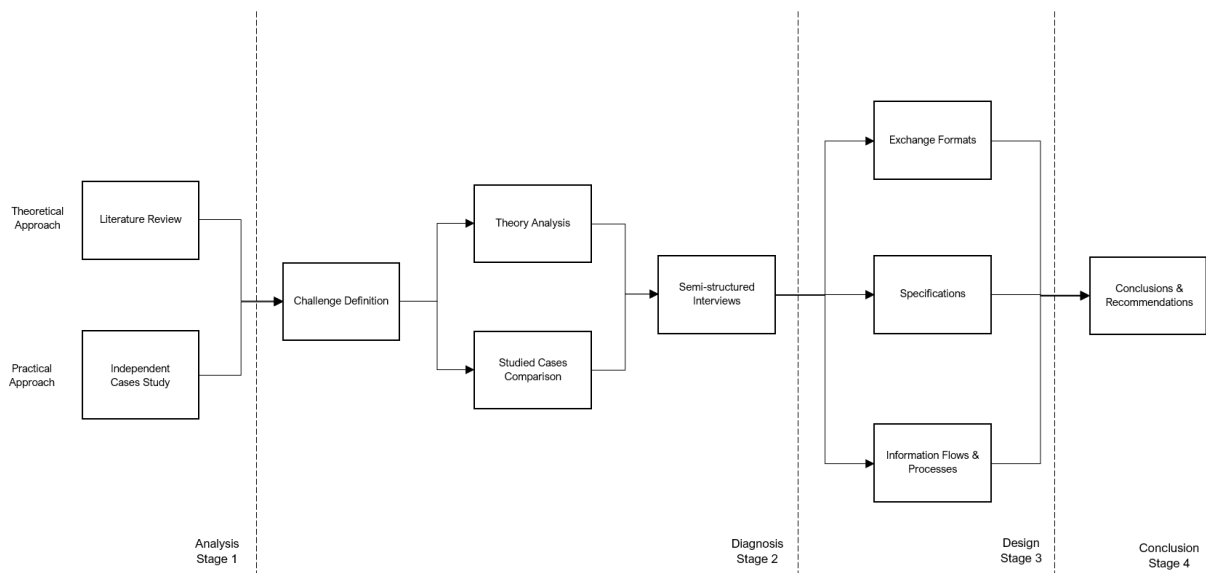 Exchange Formats
Theoretical
Approach
Literature Review
Theory Analysis
Challenge Definition
Semi-structured
Interviews
Specifications
Conclusions &
Recommendations
Practical
Approach
Independent
Cases Study
Studied Cases
Comparison
Information Flows &
Processes
Analysis
Stage 1
Diagnosis
Stage 2
Design
Stage 3
Conclusion
Stage 4